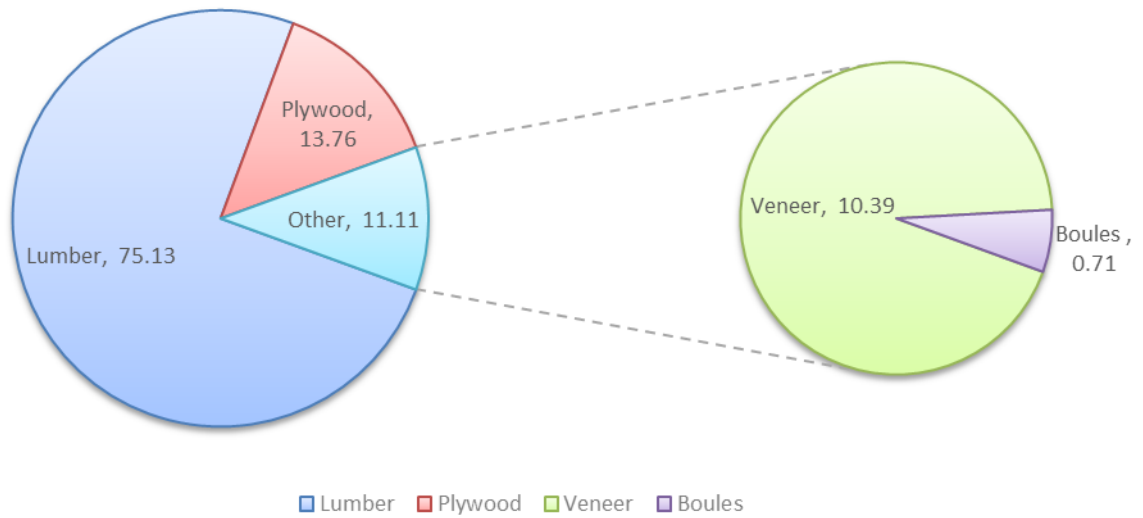 Plywood,
13.76
Other, 11.11
Lumber, 75.13
Veneer, 10.39
Boules ,
0.71
Lumber Plywood Veneer Boules